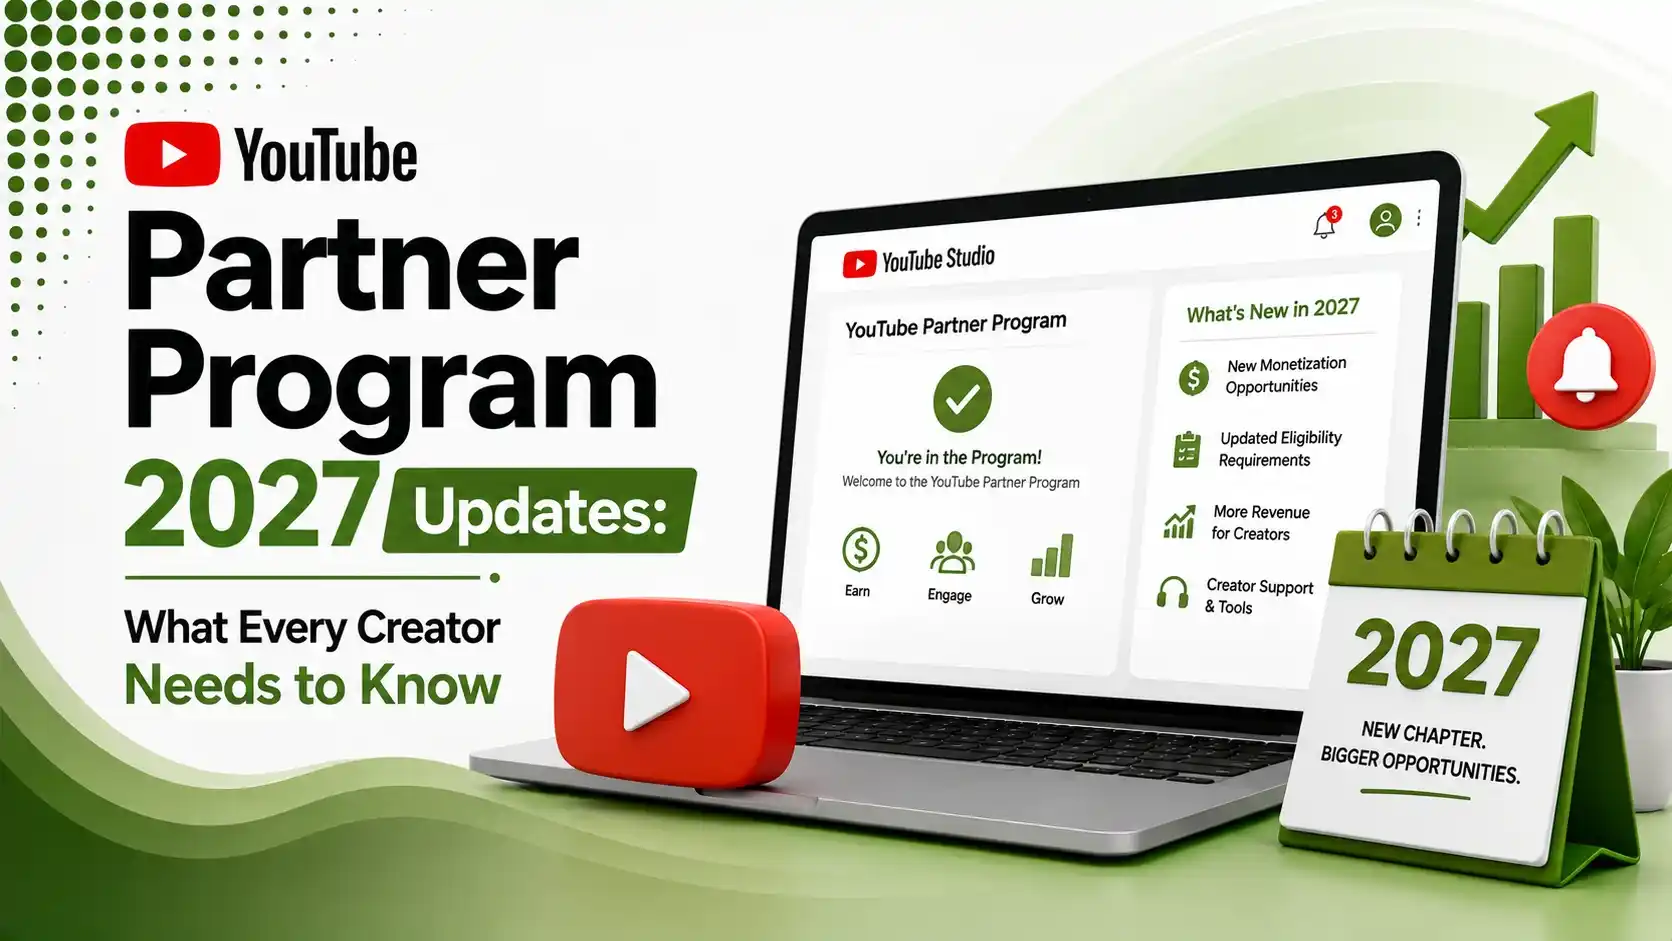 YouTube
Partner
Program
2027 Updates:
What Every Creator
Needs to Know
YouTube Studio
3
YouTube Partner Program
You're in the Program!
Welcome to the YouTube Partner Program
Earn
Engage
Grow
What's New in 2027
New Monetization
Opportunities
Updated Eligibility
Requirements
More Revenue
for Creators
Creator Support
& Tools
2027
NEW CHAPTER.
BIGGER OPPORTUNITIES.